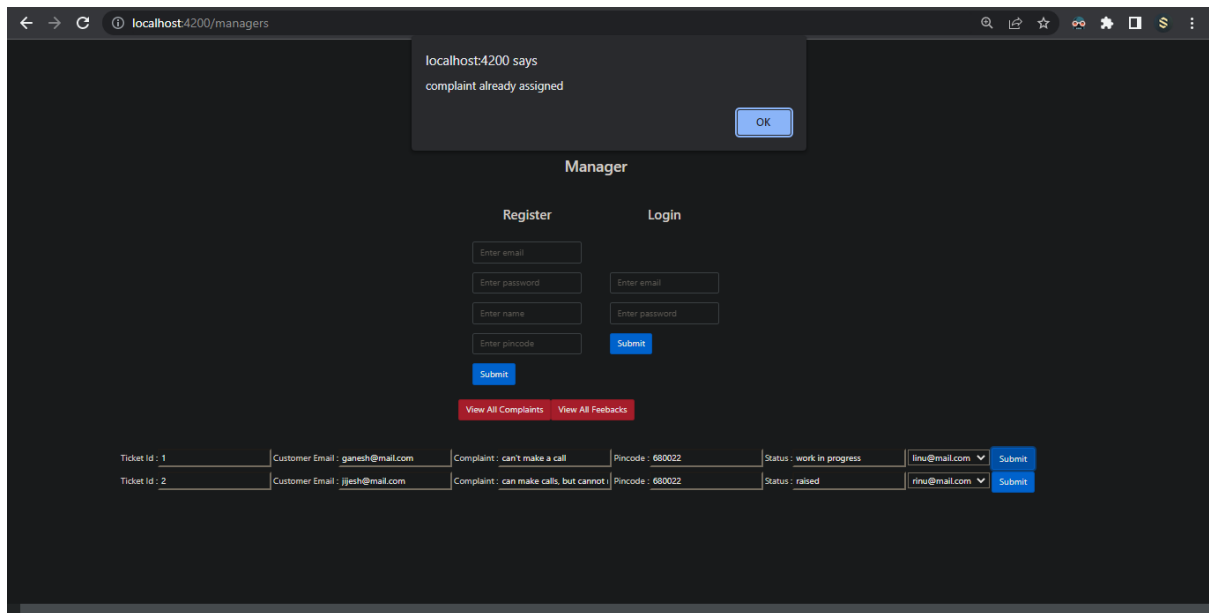 localhost:4200/managers
localhost:4200 says
complaint already assigned
OK
Manager
Register Login
Enter email
Enter password Enter email
Enter name Enter password
Enter pincode Submit
Submit
View All Complaints View All Feebacks
Ticket Id : 1 Customer Email : ganesh@mail.com Complaint : can't make a call Pincode : 680022 Status : work in progress linu@mail.com Submit
Ticket Id : 2 Customer Email : jijesh@mail.com Complaint : can make calls, but cannot Pincode : 680022 Status : raised rinu@mail.com Submit